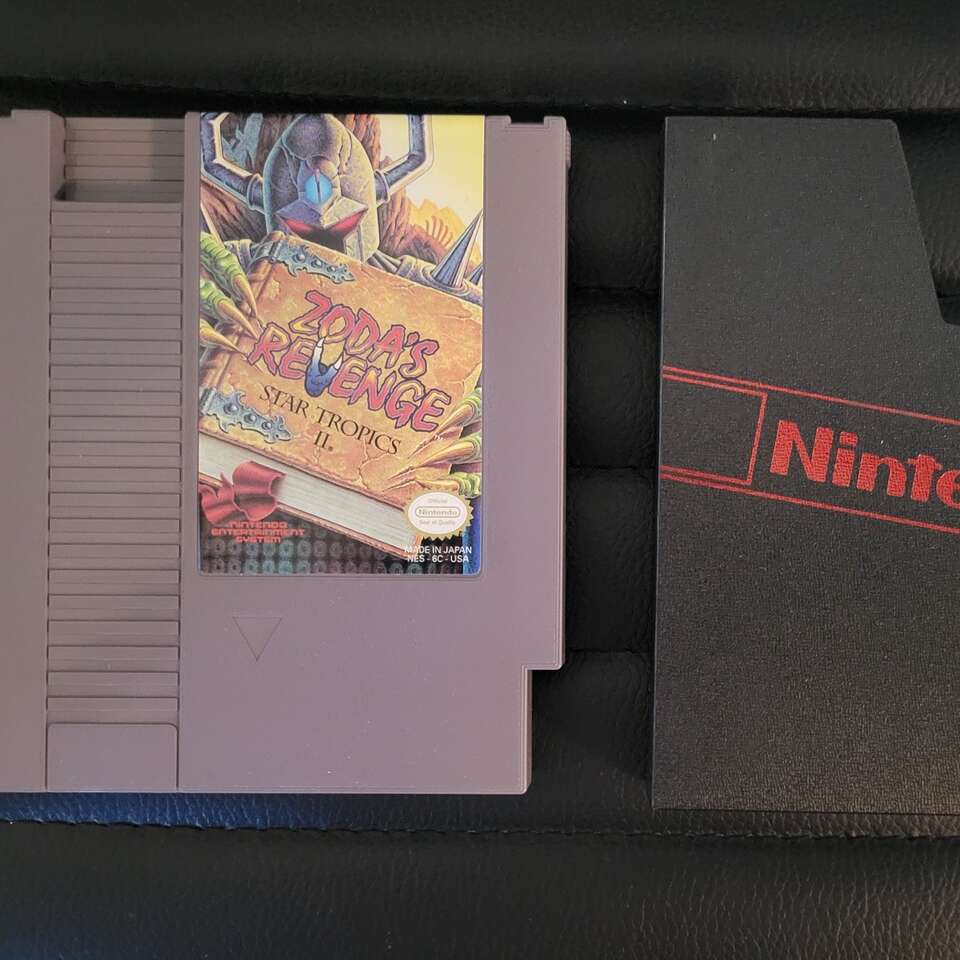 ZODA'S
REVENGE
STAR TROPICS
II®
Official
Nintendo
Seal of Quality
NINTENDO
ENTERTAINMENT
SYSTEM
MADE IN JAPAN
NES - 6C - USA
Ninte